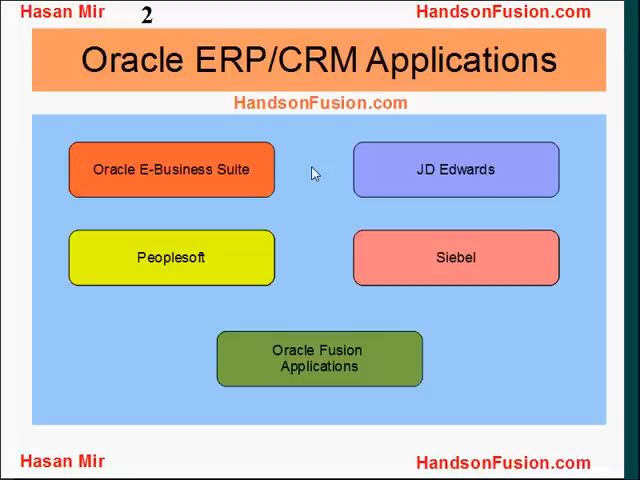 Hasan Mir 2 HandsonFusion.com
Oracle ERP/CRM Applications
HandsonFusion.com
Oracle E-Business Suite JD Edwards
Peoplesoft Siebel
Oracle Fusion
Applications
Hasan Mir HandsonFusion.com